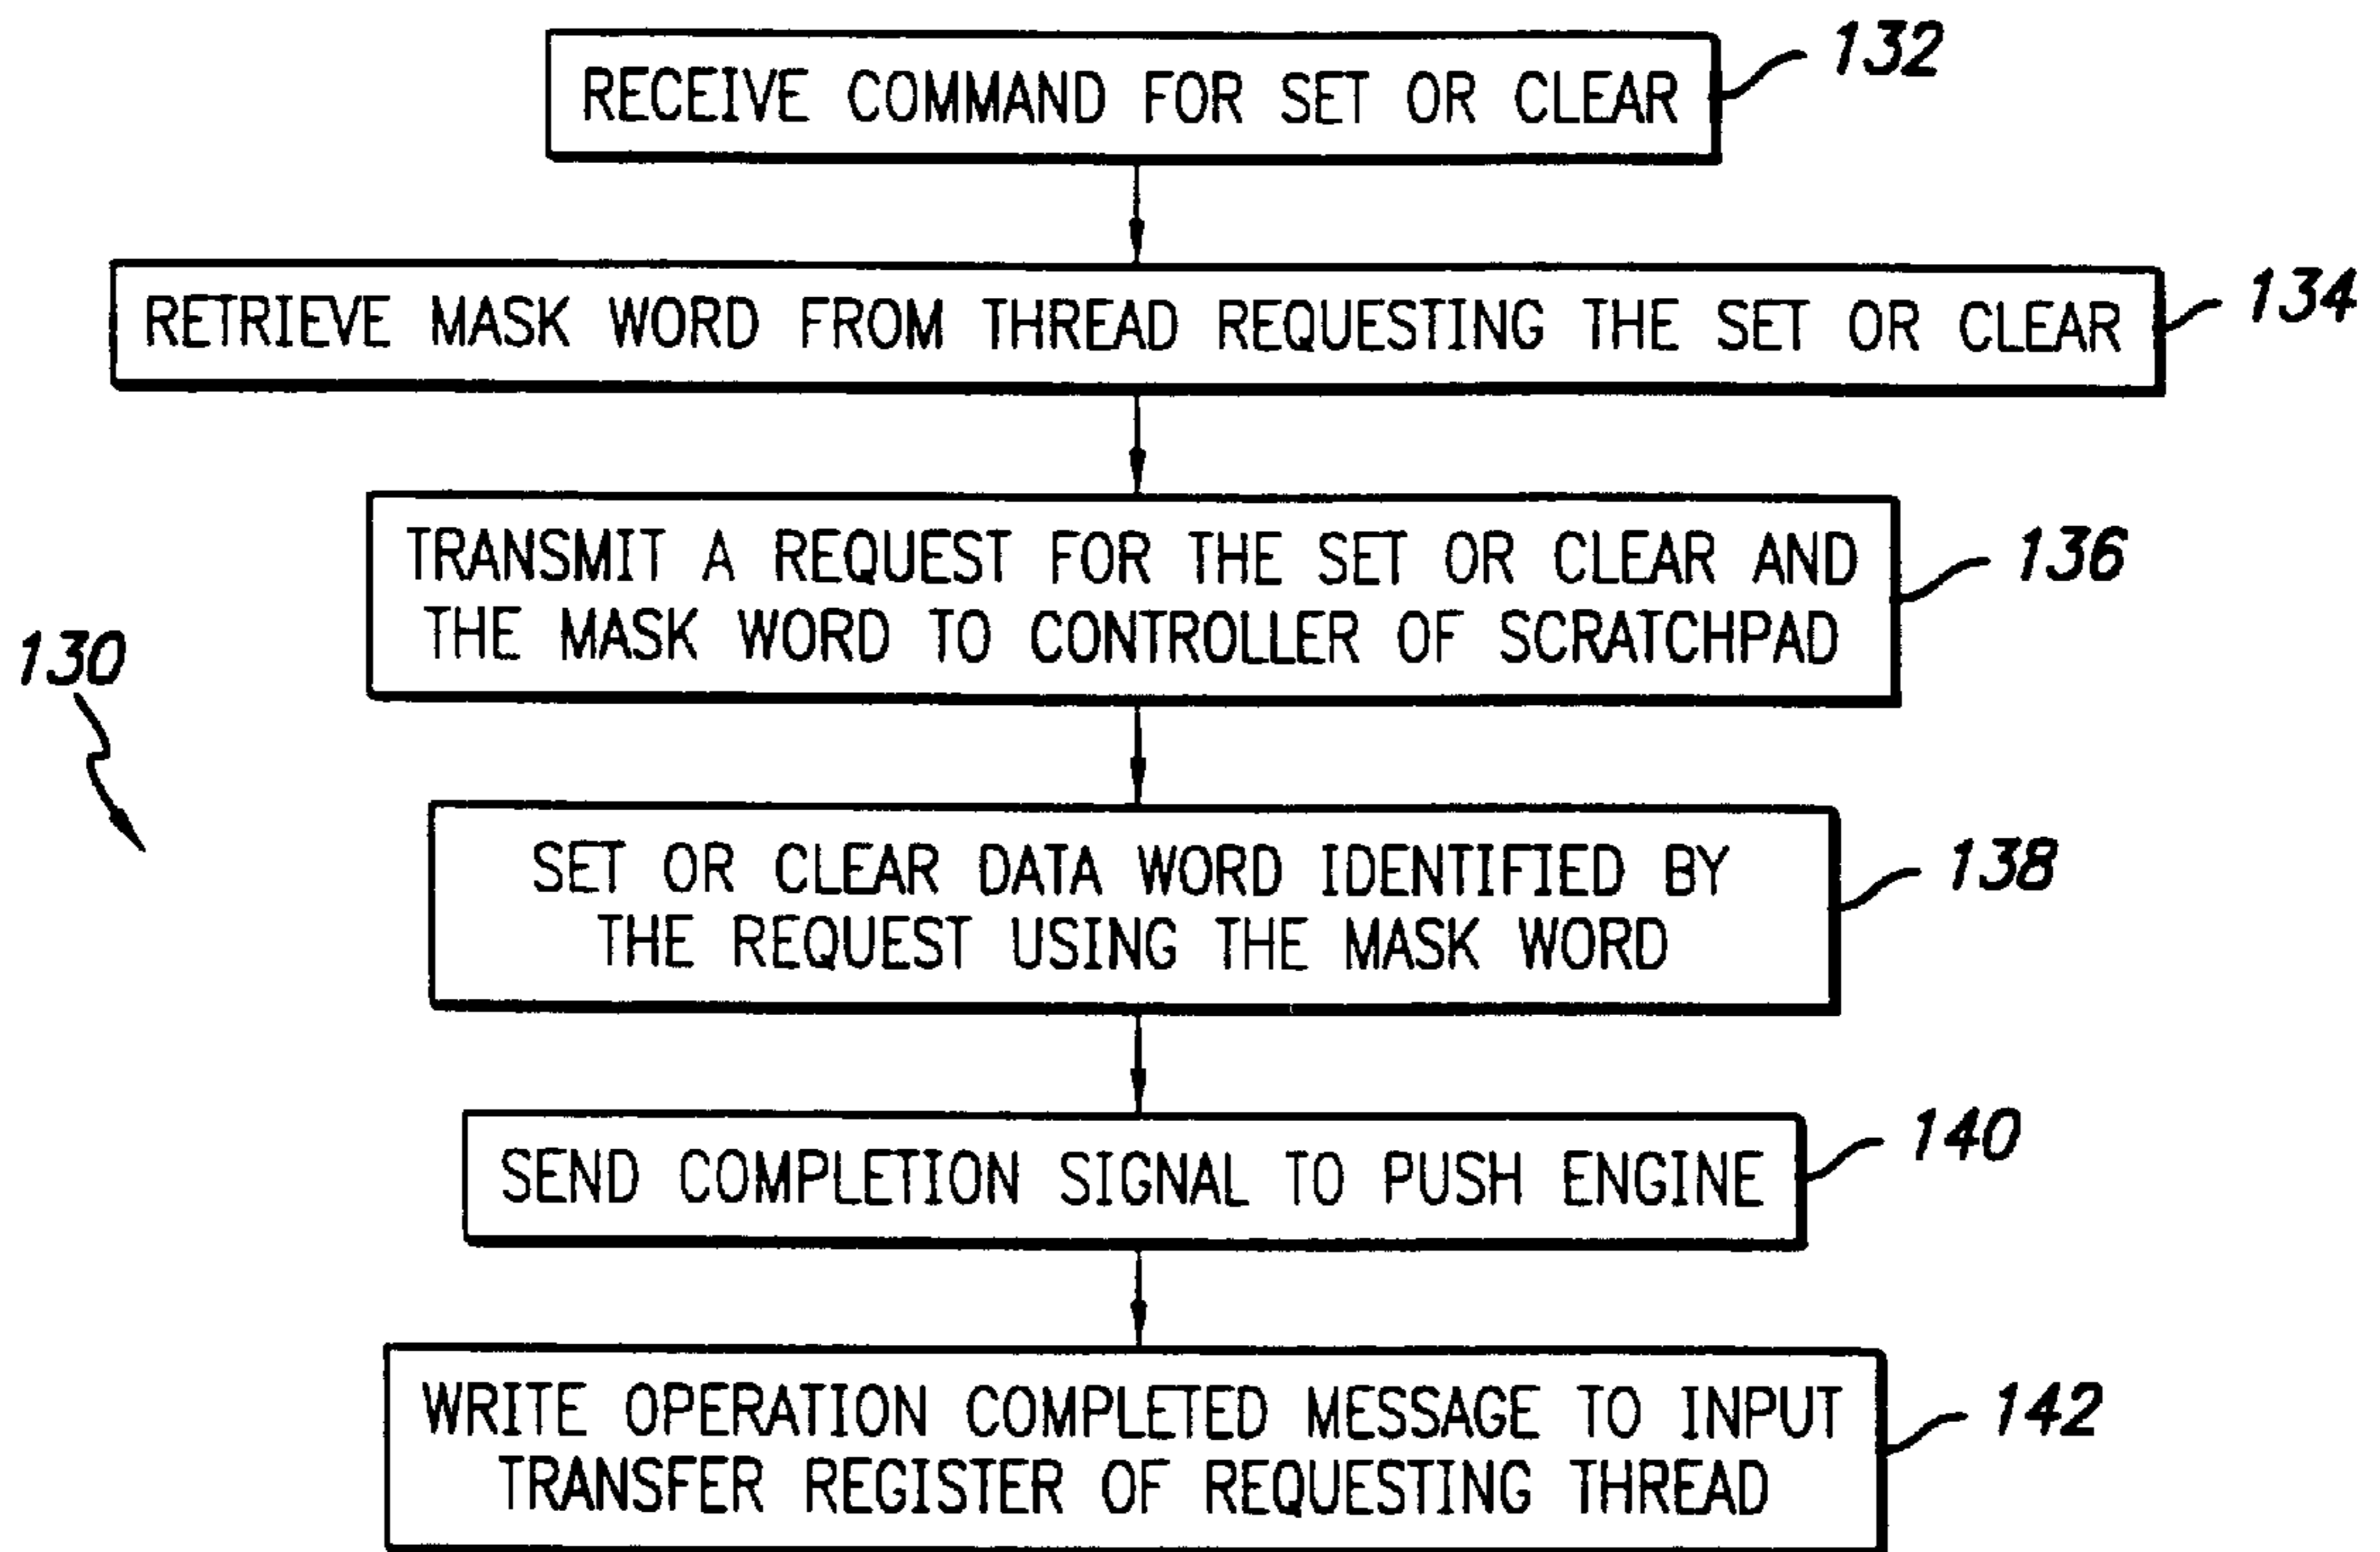 RECEIVE COMMAND FOR SET OR CLEAR
132
RETRIEVE MASK WORD FROM THREAD REQUESTING THE SET OR CLEAR
134
TRANSMIT A REQUEST FOR THE SET OR CLEAR AND
THE MASK WORD TO CONTROLLER OF SCRATCHPAD
136
130
SET OR CLEAR DATA WORD IDENTIFIED BY
THE REQUEST USING THE MASK WORD
138
SEND COMPLETION SIGNAL TO PUSH ENGINE
140
WRITE OPERATION COMPLETED MESSAGE TO INPUT
TRANSFER REGISTER OF REQUESTING THREAD
142